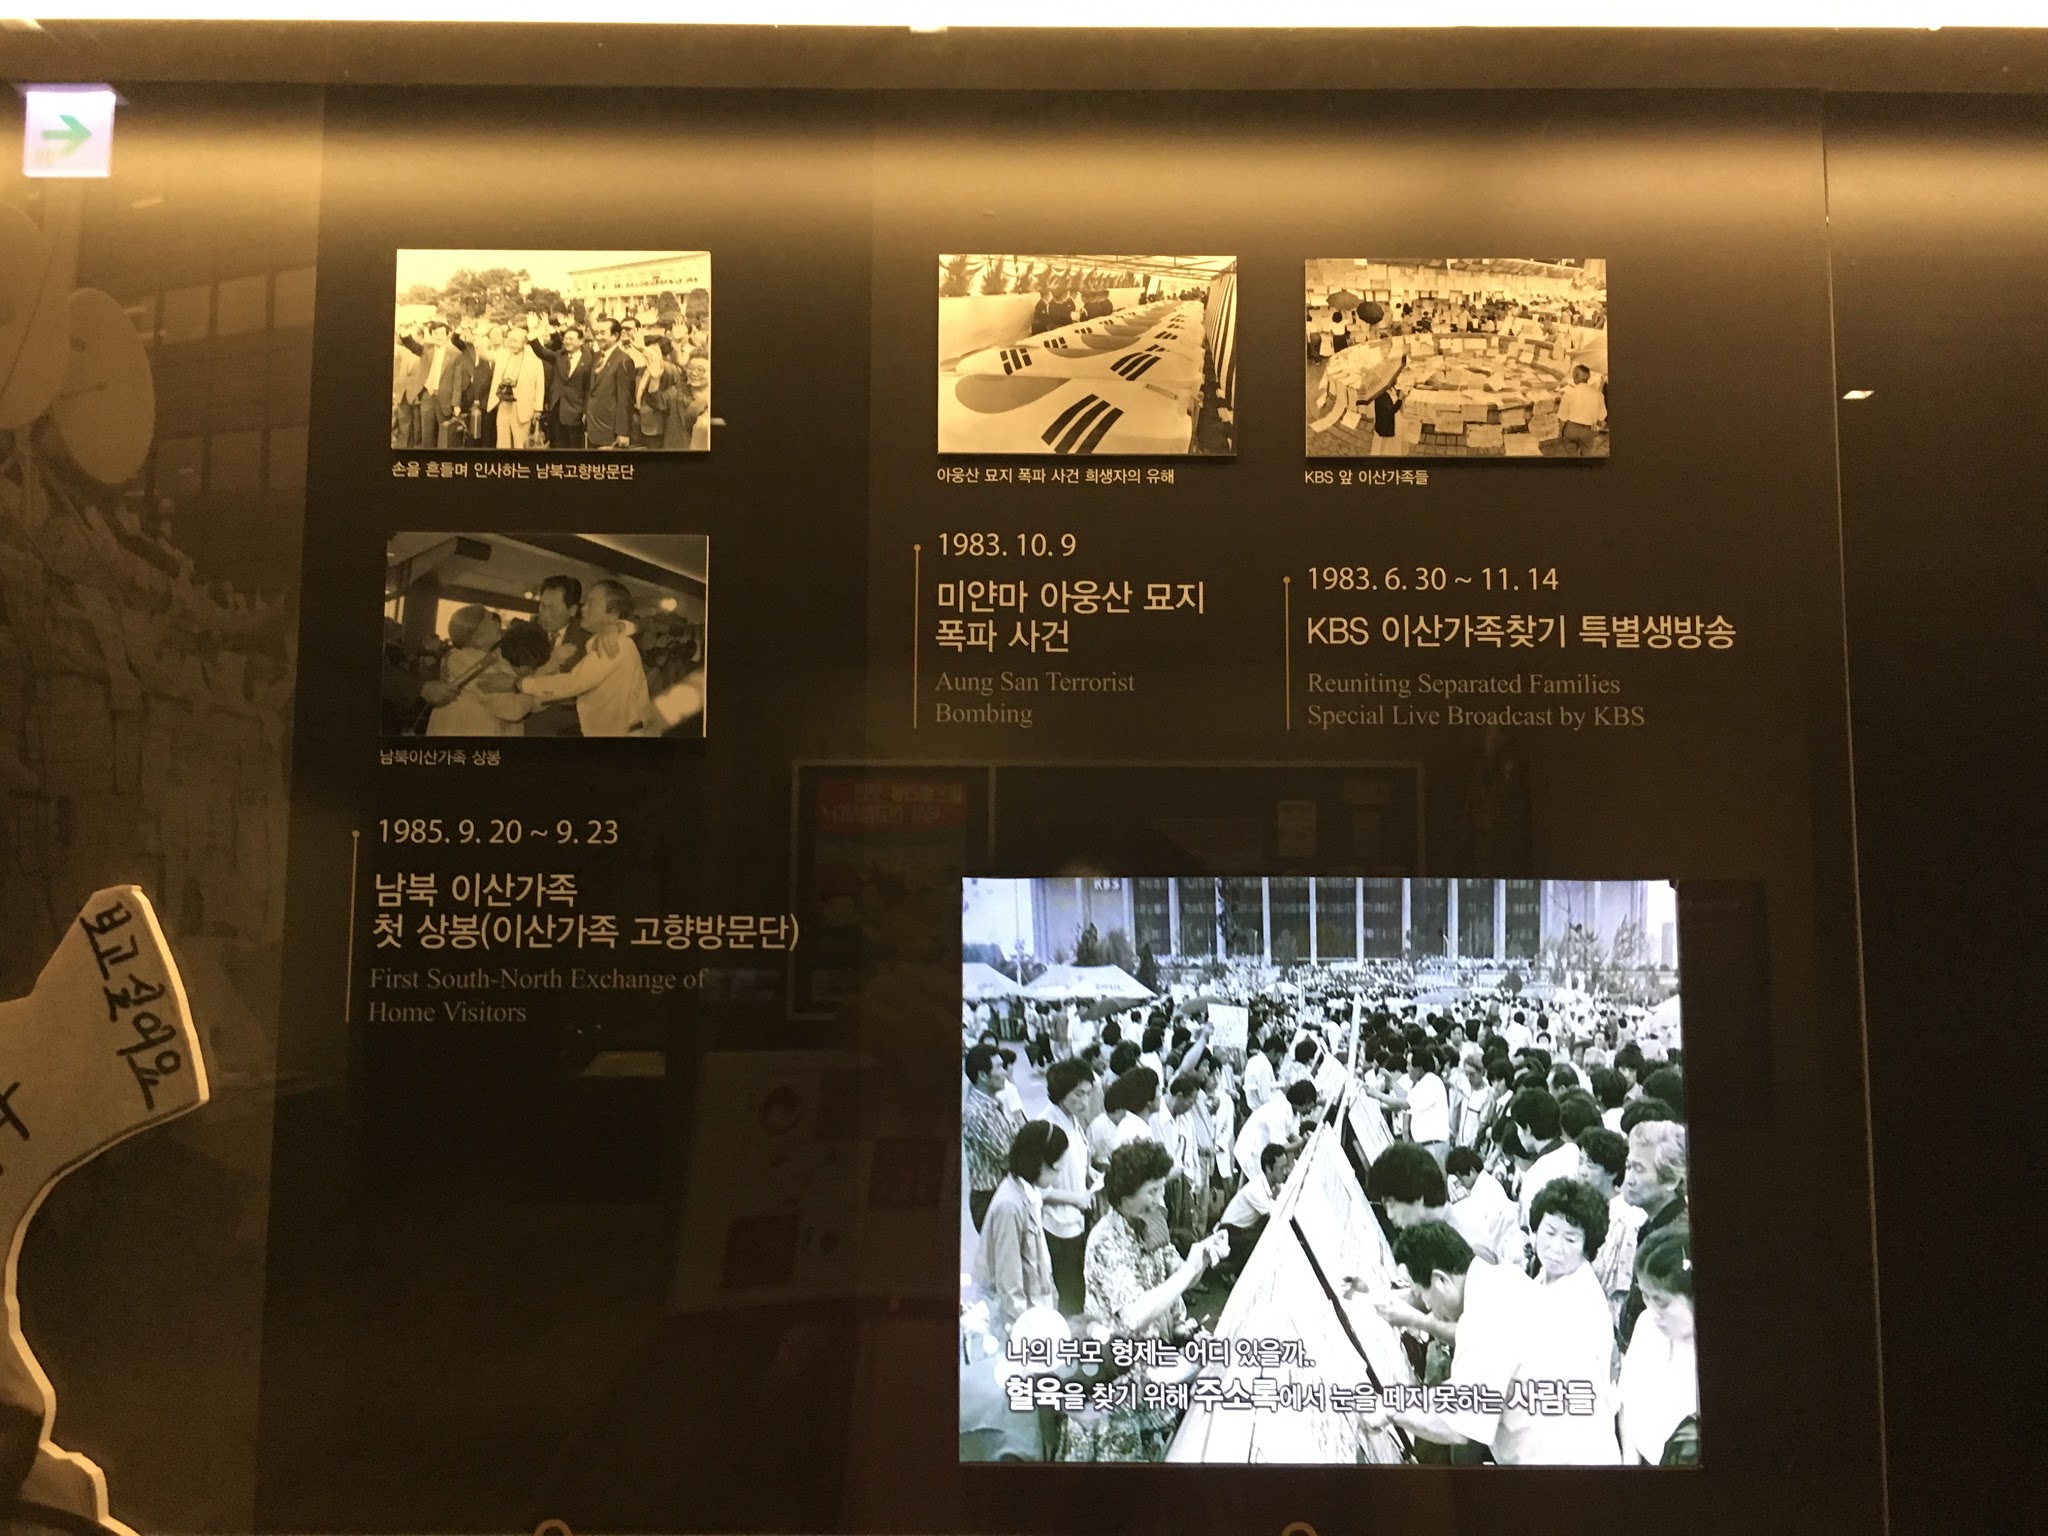 손을 흔들며 인사하는 남북고향방문단
남북이산가족 상봉
1985. 9. 20 ~ 9. 23
남북 이산가족
첫 상봉(이산가족 고향방문단)
First South-North Exchange of
Home Visitors
아웅산 묘지 폭파 사건 희생자의 유해
1983. 10. 9
미얀마 아웅산 묘지
폭파 사건
Aung San Terrorist
Bombing
KBS 앞 이산가족들
1983. 6. 30 ~ 11. 14
KBS 이산가족찾기 특별생방송
Reuniting Separated Families
Special Live Broadcast by KBS
KBS
나의 부모 형제는 어디 있을까..
혈육을 찾기 위해 주소록에서 눈을 떼지 못하는 사람들
보고싶어요